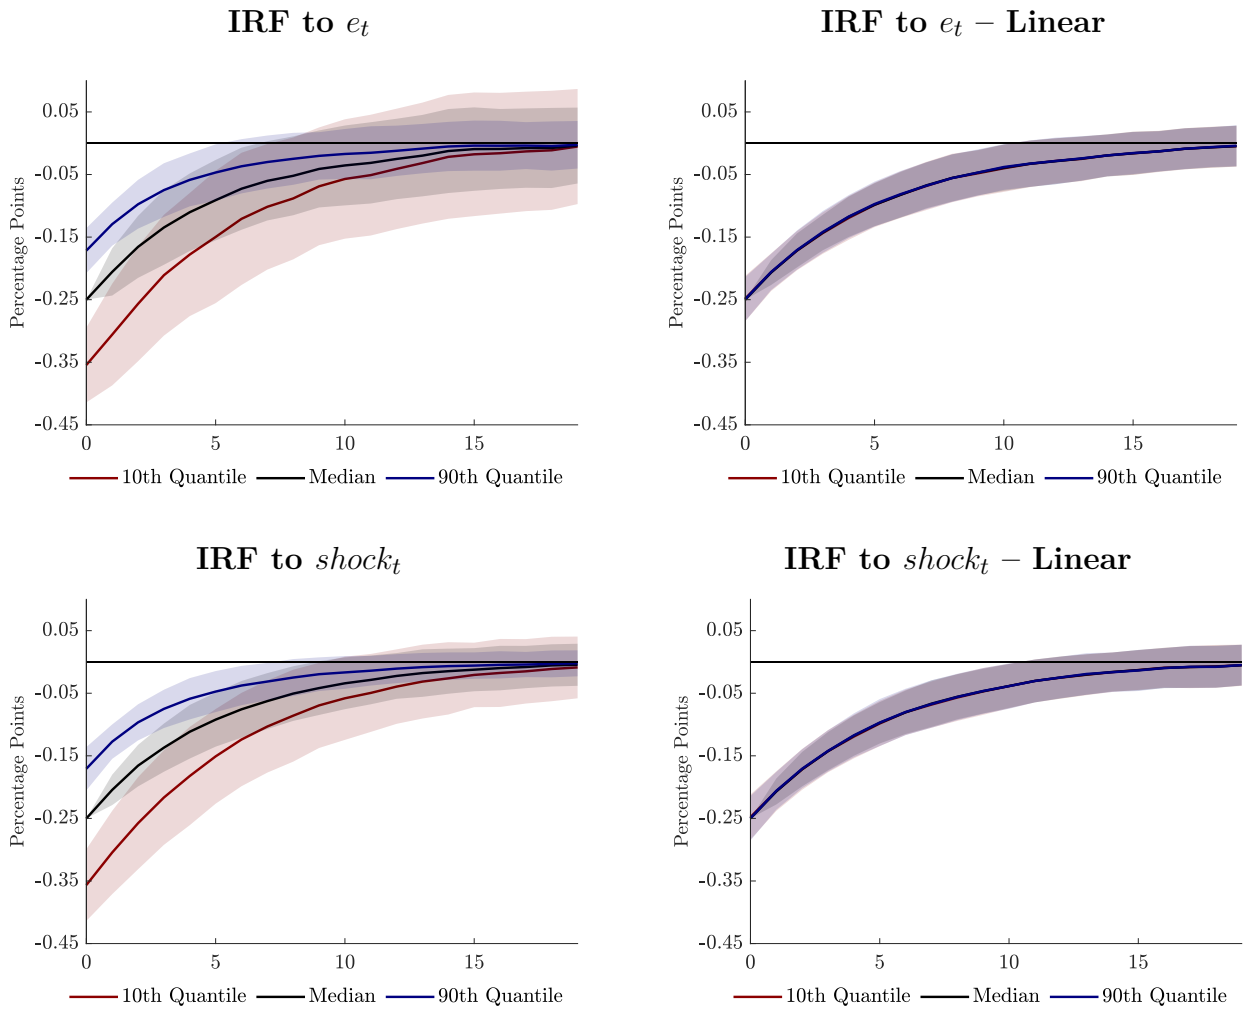 IRF to e_t
Percentage Points
0.05
-0.05
-0.15
-0.25
-0.35
-0.45
0 5 10 15
10th Quantile Median 90th Quantile
IRF to e_t – Linear
Percentage Points
0.05
-0.05
-0.15
-0.25
-0.35
-0.45
0 5 10 15
10th Quantile Median 90th Quantile
IRF to shock_t
Percentage Points
0.05
-0.05
-0.15
-0.25
-0.35
-0.45
0 5 10 15
10th Quantile Median 90th Quantile
IRF to shock_t – Linear
Percentage Points
0.05
-0.05
-0.15
-0.25
-0.35
-0.45
0 5 10 15
10th Quantile Median 90th Quantile